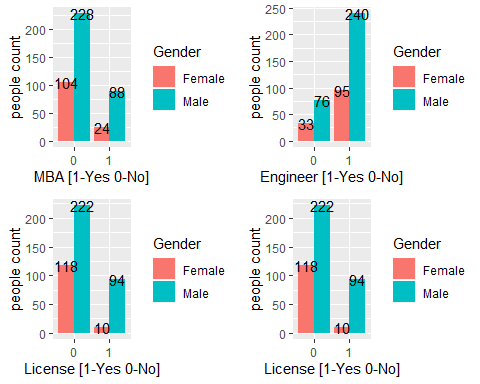 people count
200
150
100
50
0
228
104
88
24
0 1
MBA [1-Yes 0-No]
Gender
Female
Male
people count
250
200
150
100
50
0
240
95
76
33
0 1
Engineer [1-Yes 0-No]
Gender
Female
Male
people count
200
150
100
50
0
222
118
94
10
0 1
License [1-Yes 0-No]
Gender
Female
Male
people count
200
150
100
50
0
222
118
94
10
0 1
License [1-Yes 0-No]
Gender
Female
Male